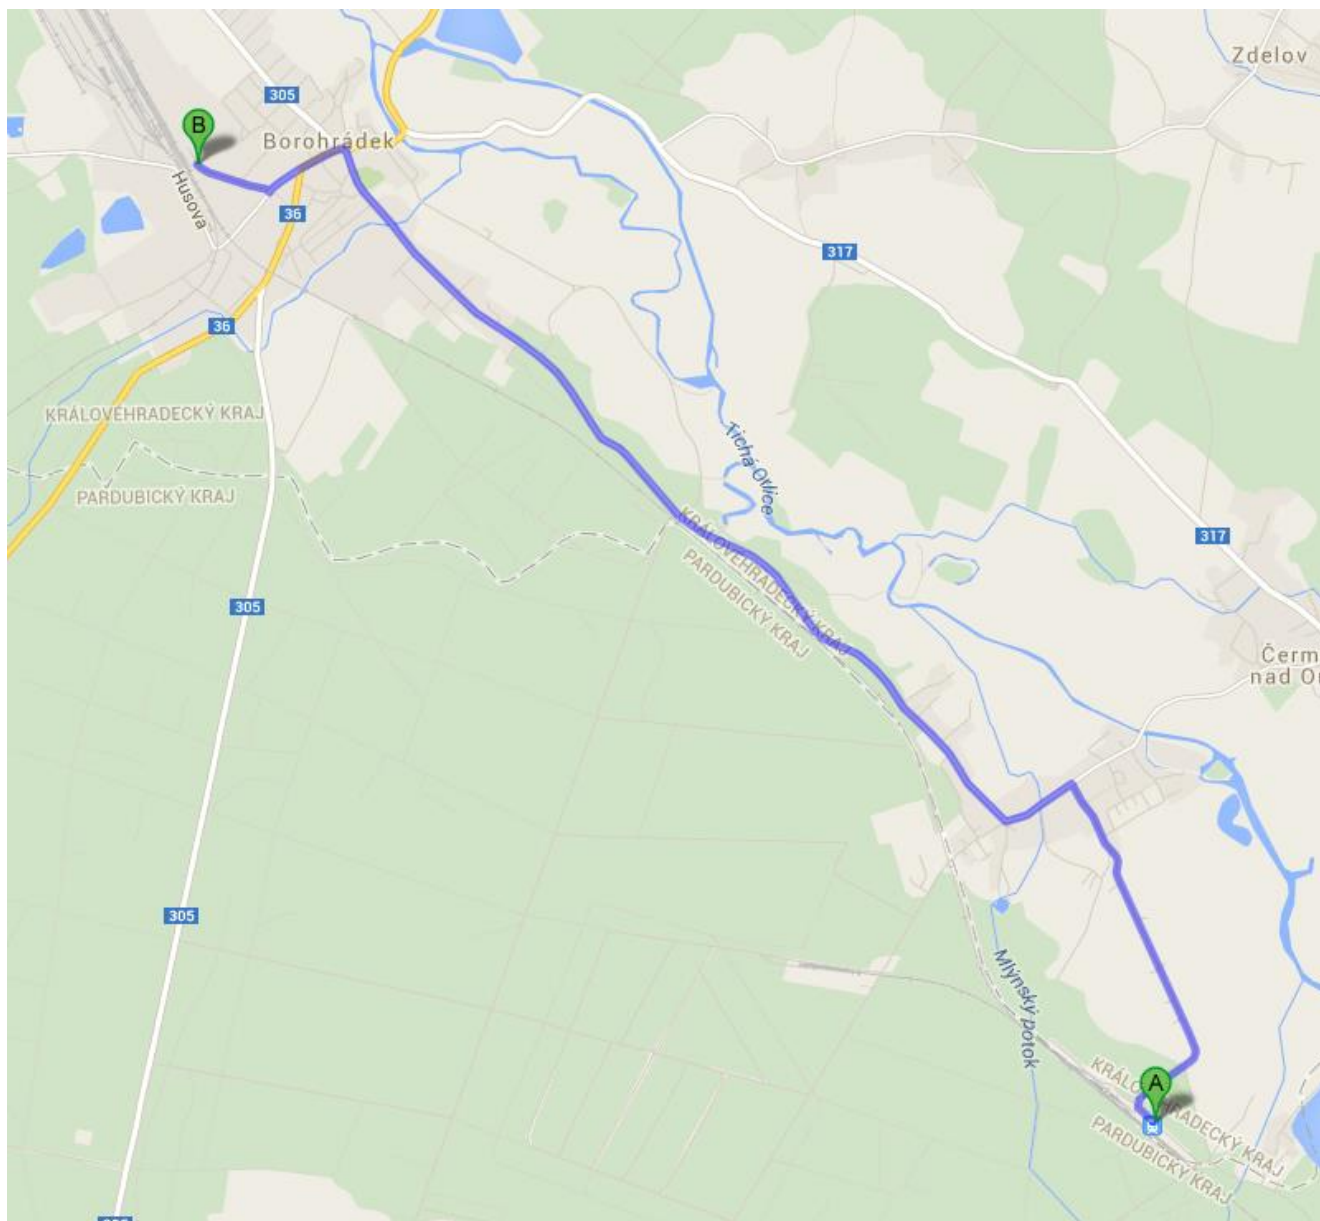 Zdelov
305
B
Borohrádek
Husova
36
317
36
KRÁLOVÉHRADECKÝ KRAJ
PARDUBICKÝ KRAJ
Tichá Orlice
KRÁLOVÉHRADECKÝ KRAJ
PARDUBICKÝ KRAJ
317
305
Čerm
nad Or
305
Mlýnský potok
A
KRÁLOVÉHRADECKÝ KRAJ
PARDUBICKÝ KRAJ